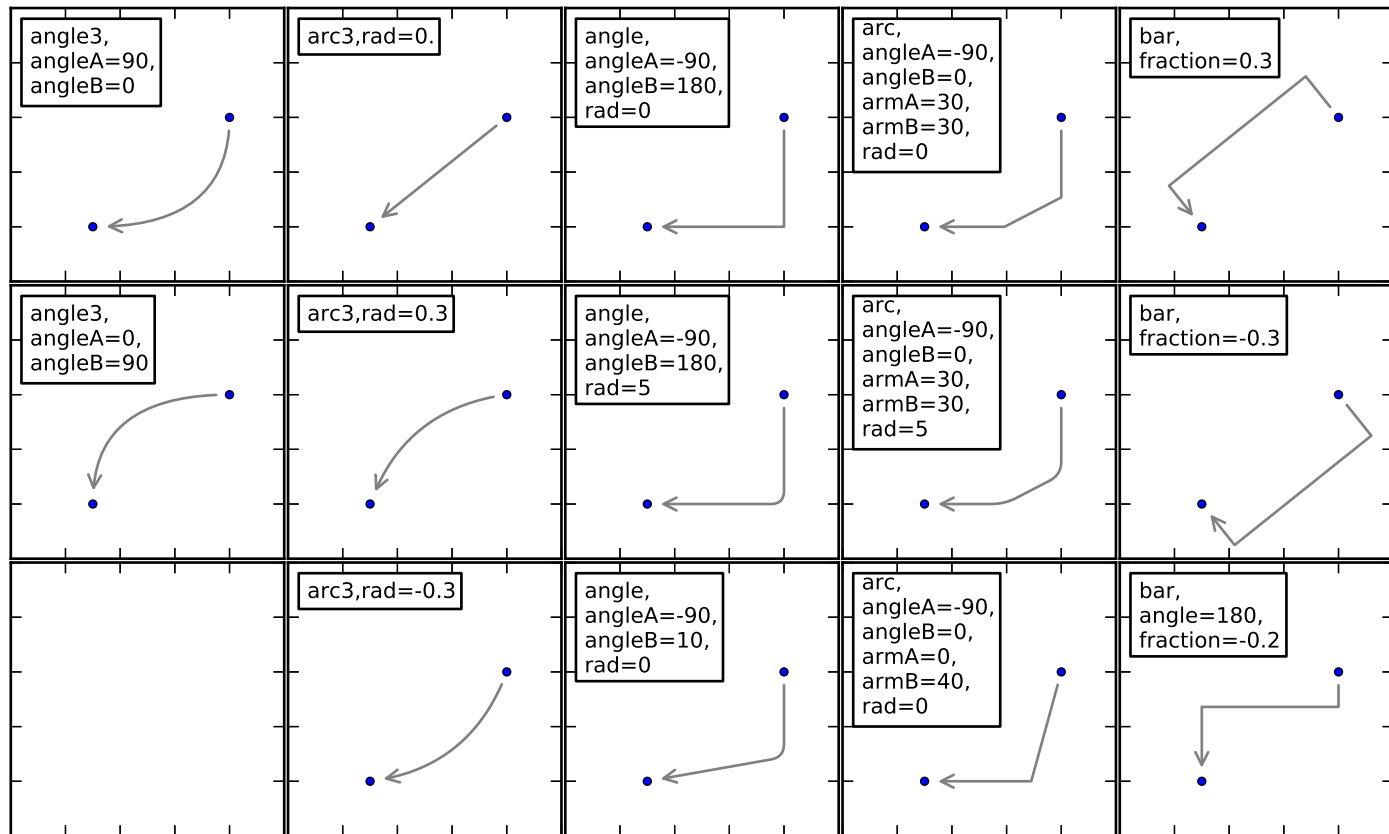 angle3,
angleA=90,
angleB=0
arc3,rad=0.
angle,
angleA=-90,
angleB=180,
rad=0
arc,
angleA=-90,
angleB=0,
armA=30,
armB=30,
rad=0
bar,
fraction=0.3
angle3,
angleA=0,
angleB=90
arc3,rad=0.3
angle,
angleA=-90,
angleB=180,
rad=5
arc,
angleA=-90,
angleB=0,
armA=30,
armB=30,
rad=5
bar,
fraction=-0.3
arc3,rad=-0.3
angle,
angleA=-90,
angleB=10,
rad=0
arc,
angleA=-90,
angleB=0,
armA=0,
armB=40,
rad=0
bar,
angle=180,
fraction=-0.2